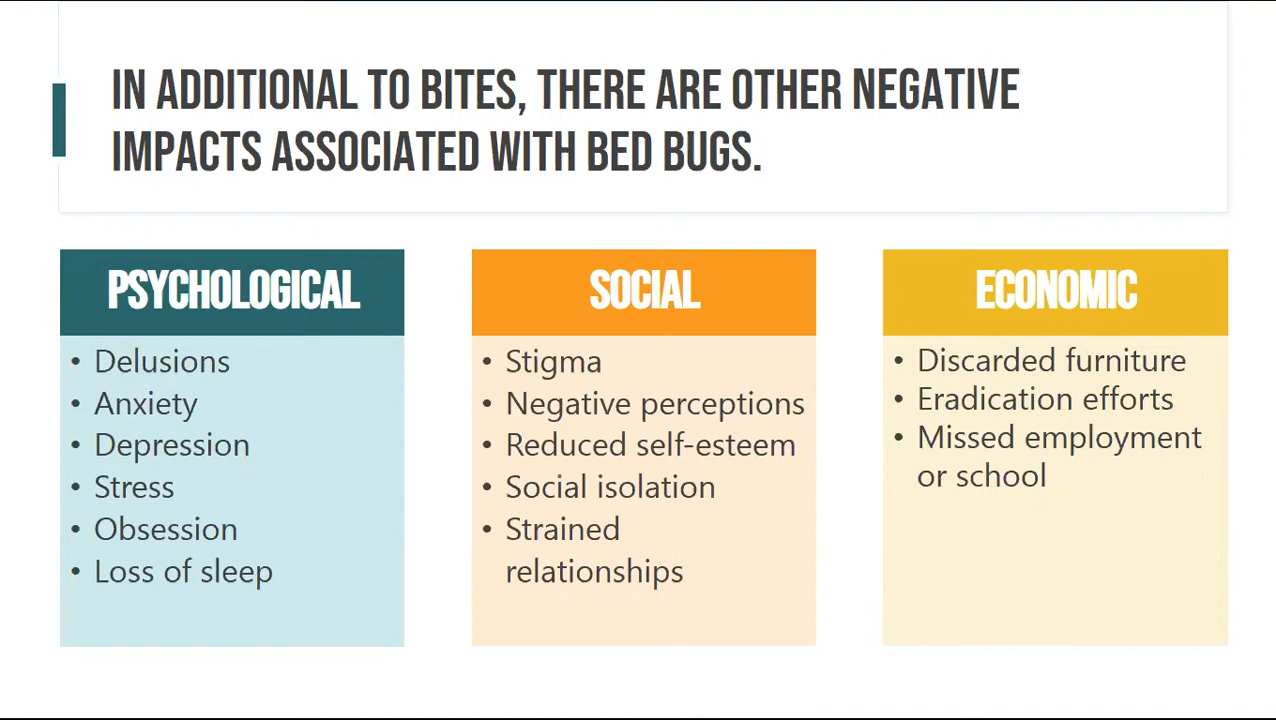 IN ADDITIONAL TO BITES, THERE ARE OTHER NEGATIVE
IMPACTS ASSOCIATED WITH BED BUGS.
PSYCHOLOGICAL
• Delusions
• Anxiety
• Depression
• Stress
• Obsession
• Loss of sleep
SOCIAL
• Stigma
• Negative perceptions
• Reduced self-esteem
• Social isolation
• Strained
relationships
ECONOMIC
• Discarded furniture
• Eradication efforts
• Missed employment
or school